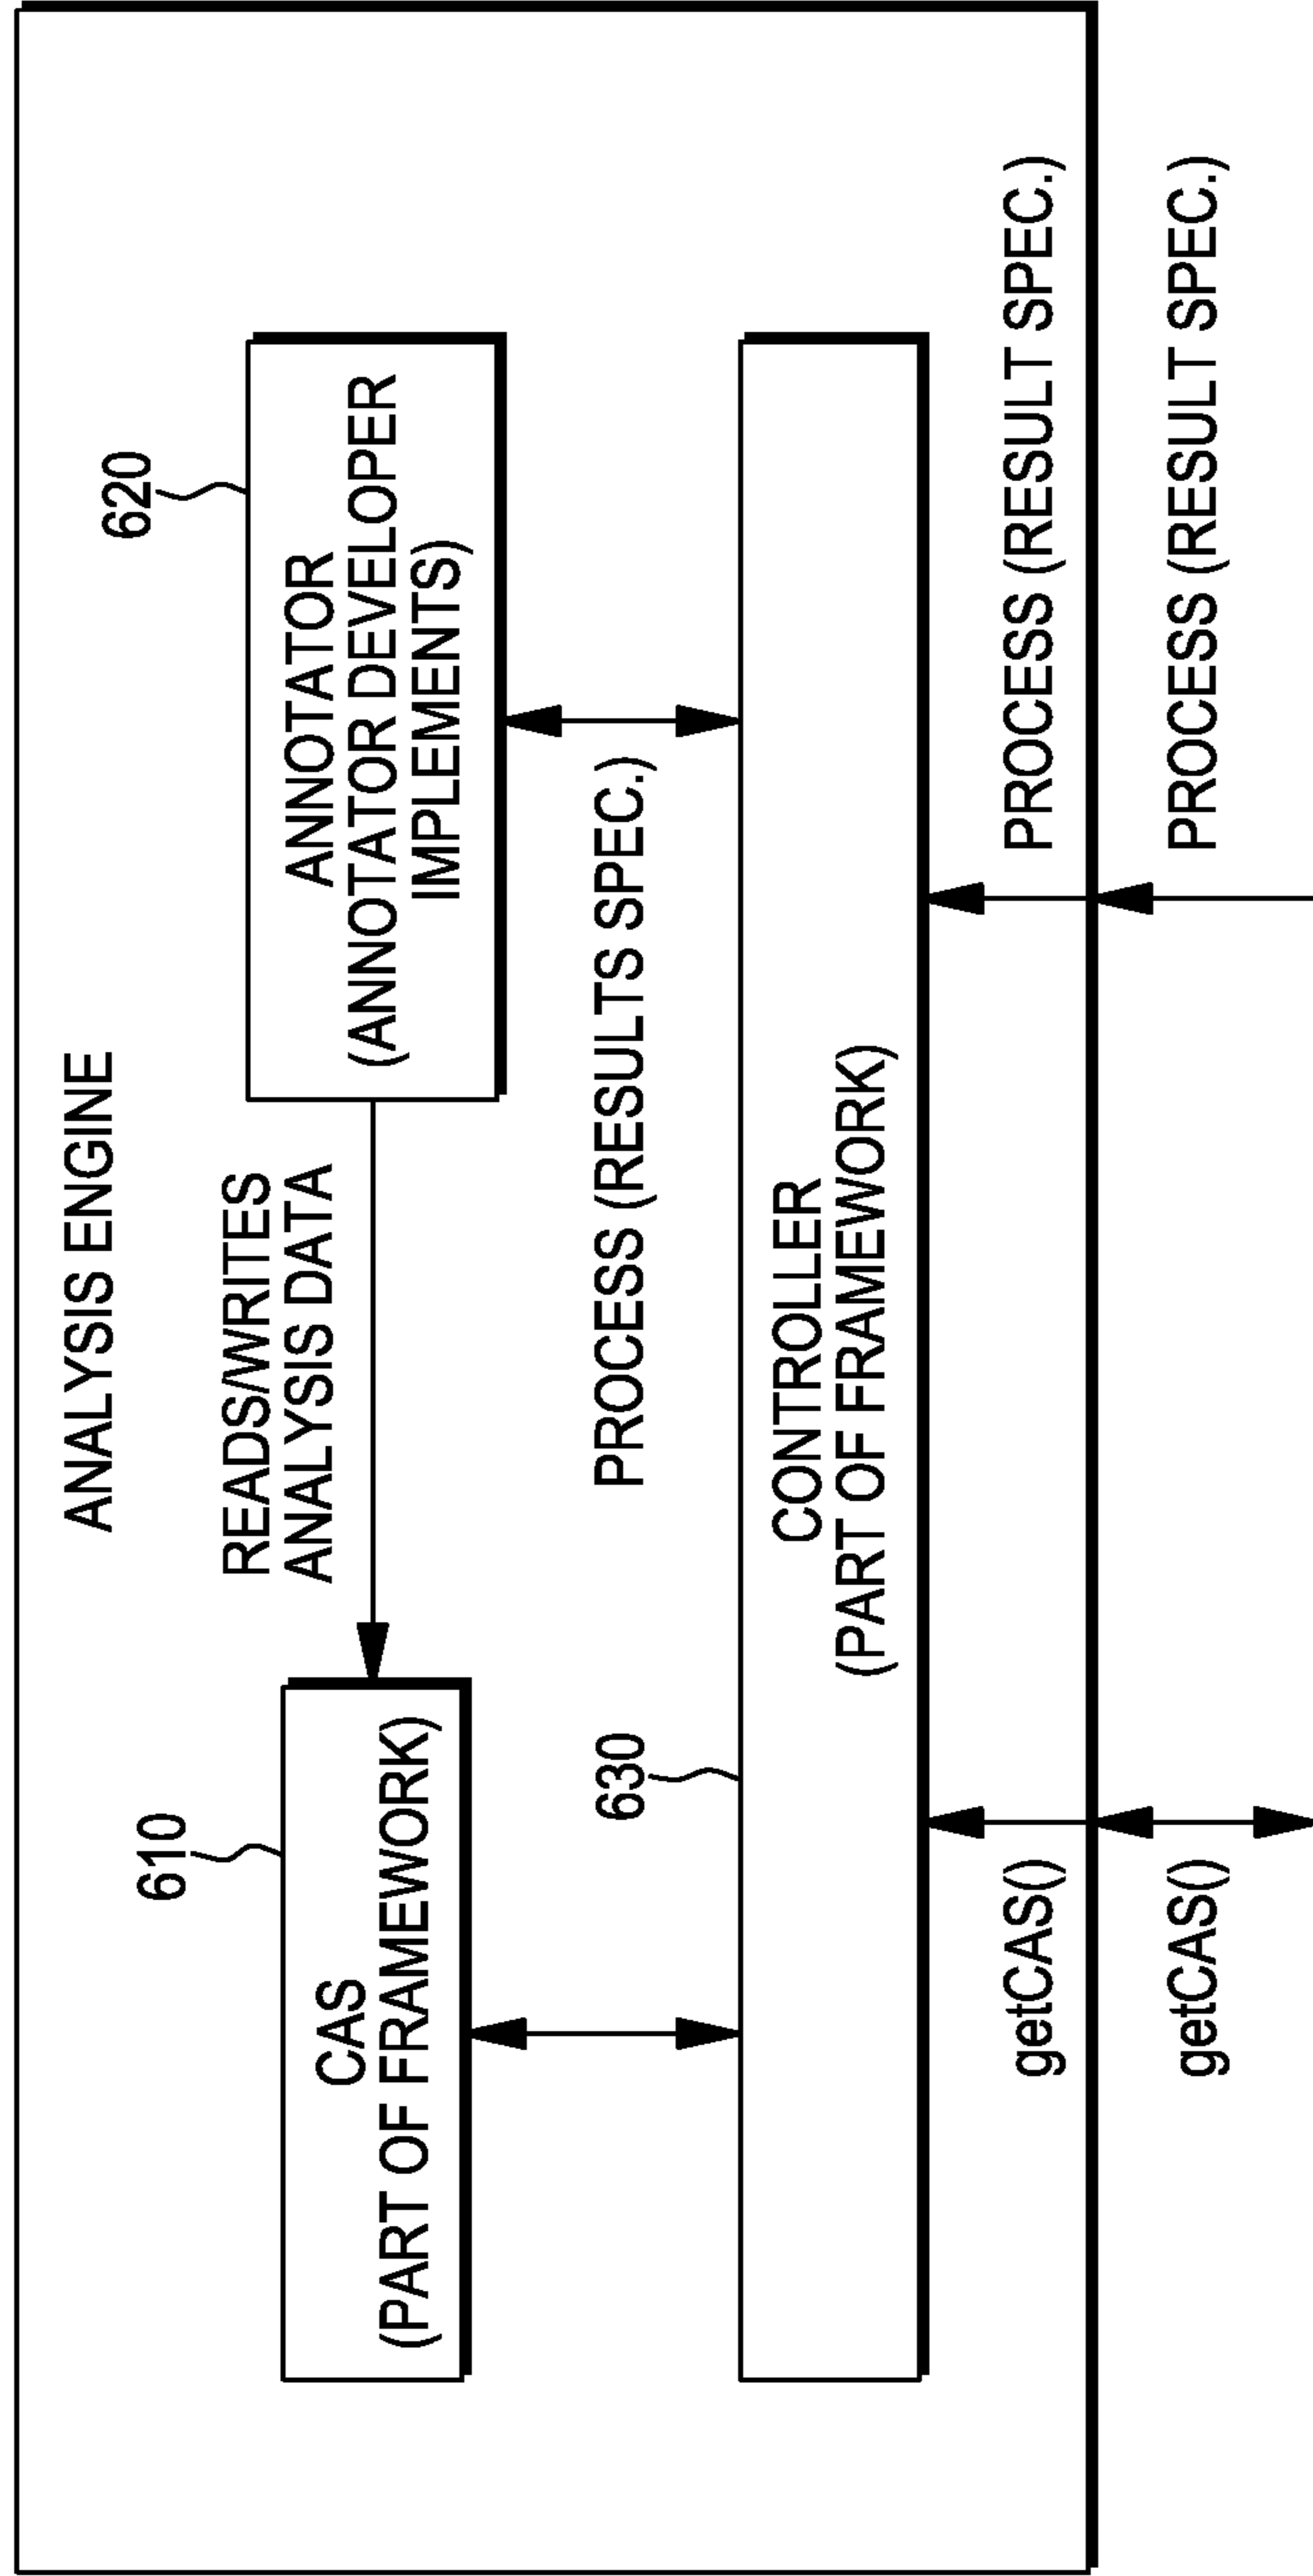 ANALYSIS ENGINE
610
CAS
(PART OF FRAMEWORK)
READS/WRITES
ANALYSIS DATA
620
ANNOTATOR
(ANNOTATOR DEVELOPER
IMPLEMENTS)
630
PROCESS (RESULTS SPEC.)
CONTROLLER
(PART OF FRAMEWORK)
getCAS()
PROCESS (RESULT SPEC.)
getCAS()
PROCESS (RESULT SPEC.)